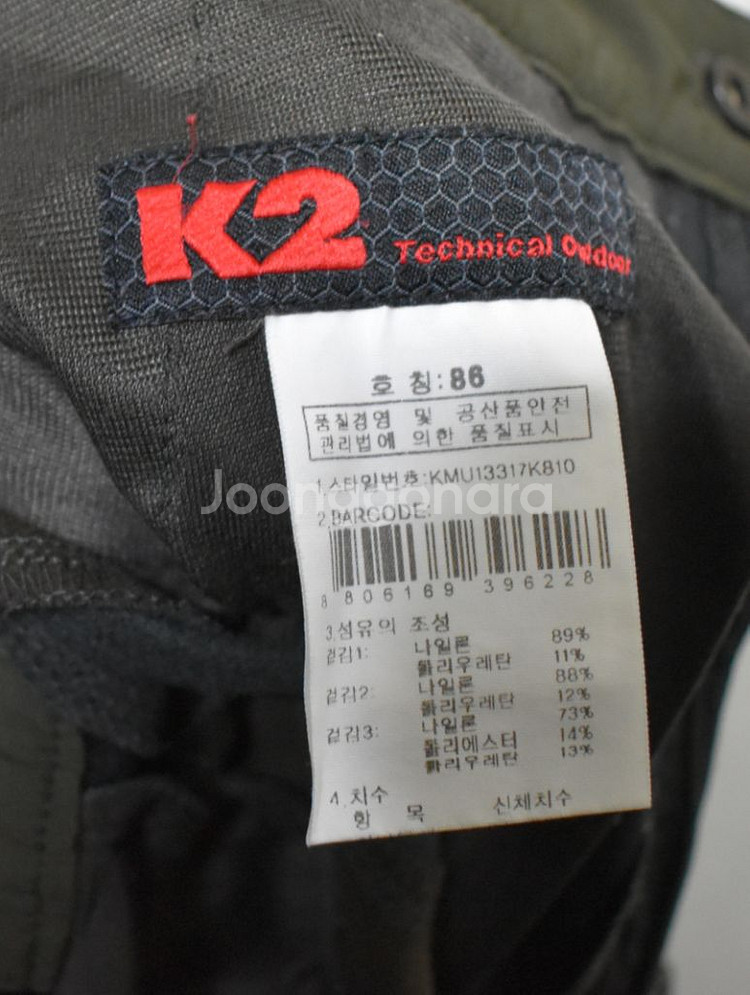 K2 Technical Outdoor
호 칭:86
품질경영 및 공산품안전
관리법에 의한 품질표시
1.스타일번호:KMU13317K810
Joongonara
2.BARCODE:
8 806169 396228
3.섬유의 조성
겉감1: 나일론 89%
폴리우레탄 11%
겉감2: 나일론 88%
폴리우레탄 12%
겉감3: 나일론 73%
폴리에스터 14%
폴리우레탄 13%
4.치수
항 목 신체치수